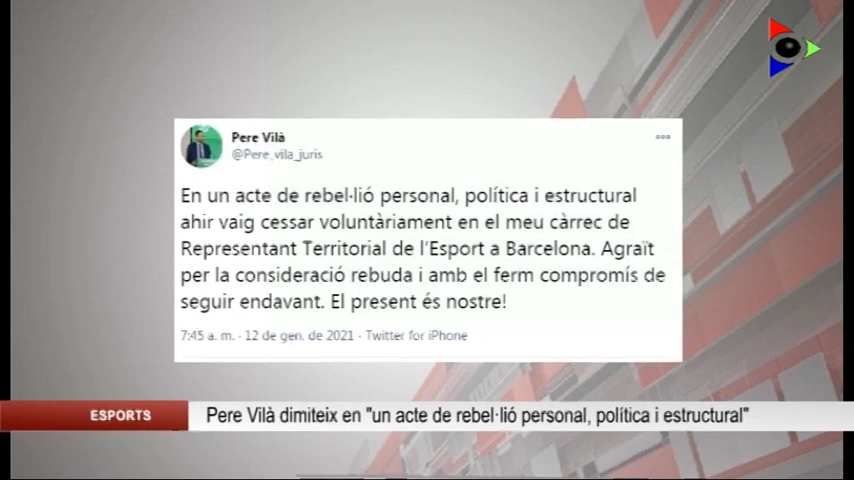 Pere Vilà
@Pere_vila_juris
En un acte de rebel·lió personal, política i estructural
ahir vaig cessar voluntàriament en el meu càrrec de
Representant Territorial de l'Esport a Barcelona. Agraït
per la consideració rebuda i amb el ferm compromís de
seguir endavant. El present és nostre!
7:45 a. m. · 12 de gen. de 2021 · Twitter for iPhone
ESPORTS
Pere Vilà dimiteix en "un acte de rebel·lió personal, política i estructural"